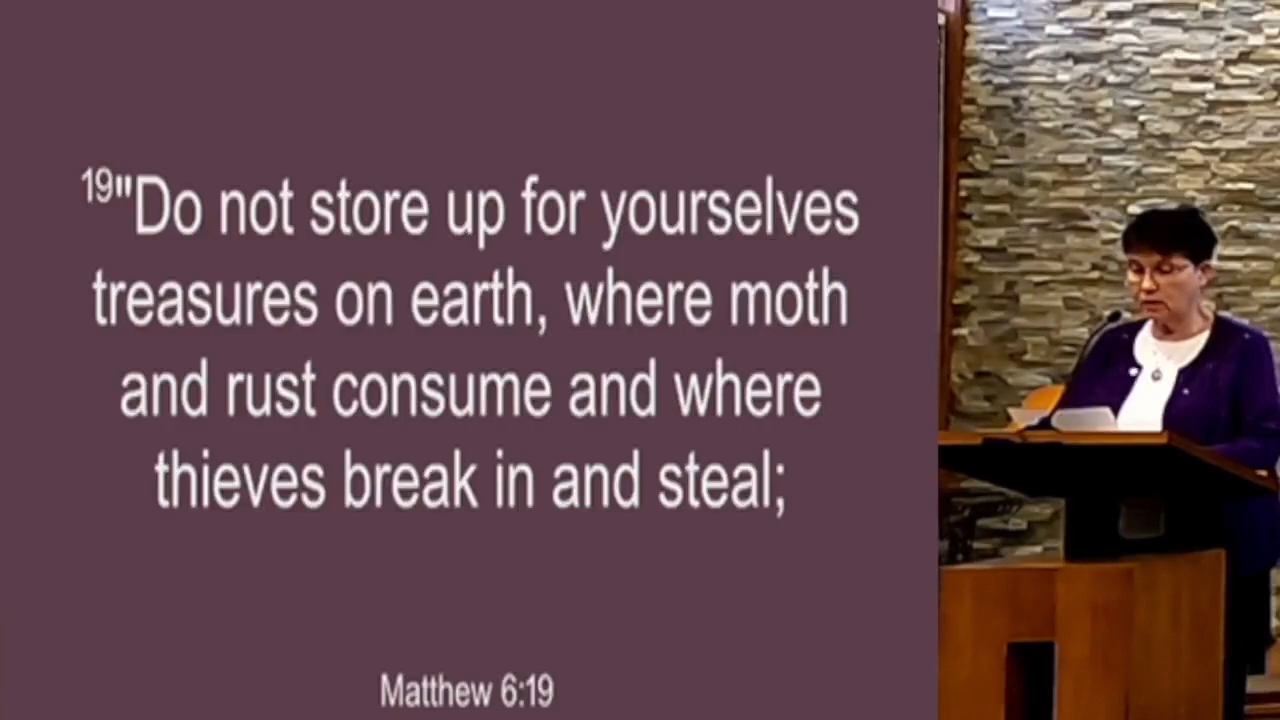 19"Do not store up for yourselves
treasures on earth, where moth
and rust consume and where
thieves break in and steal;
Matthew 6:19